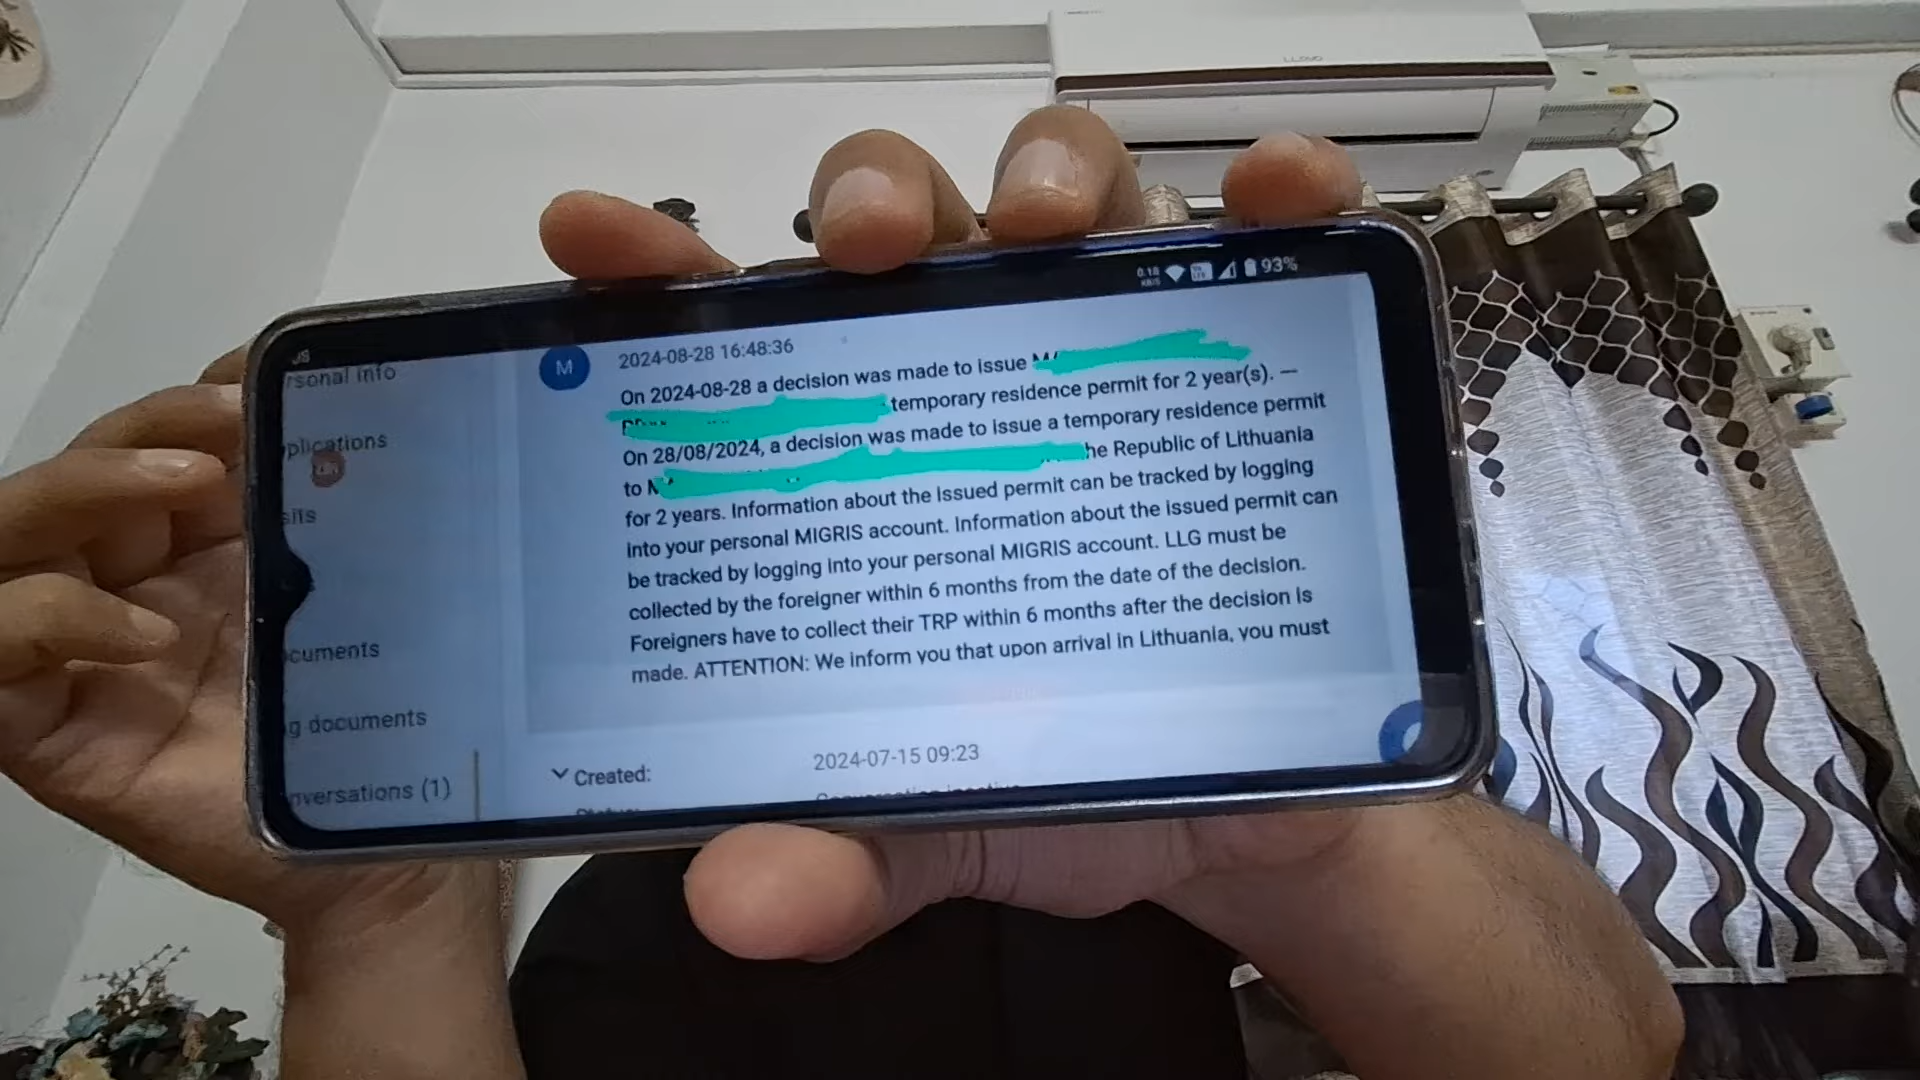 LLOYD
0.18 KB/S 93%
2024-08-28 16:48:36
M
On 2024-08-28 a decision was made to issue
temporary residence permit for 2 year(s). —
On 28/08/2024, a decision was made to issue a temporary residence permit
to he Republic of Lithuania
for 2 years. Information about the issued permit can be tracked by logging
into your personal MIGRIS account. Information about the issued permit can
be tracked by logging into your personal MIGRIS account. LLG must be
collected by the foreigner within 6 months from the date of the decision.
Foreigners have to collect their TRP within 6 months after the decision is
made. ATTENTION: We inform you that upon arrival in Lithuania, you must
rsonal info
plications
sits
cuments
g documents
nversations (1)
Created: 2024-07-15 09:23